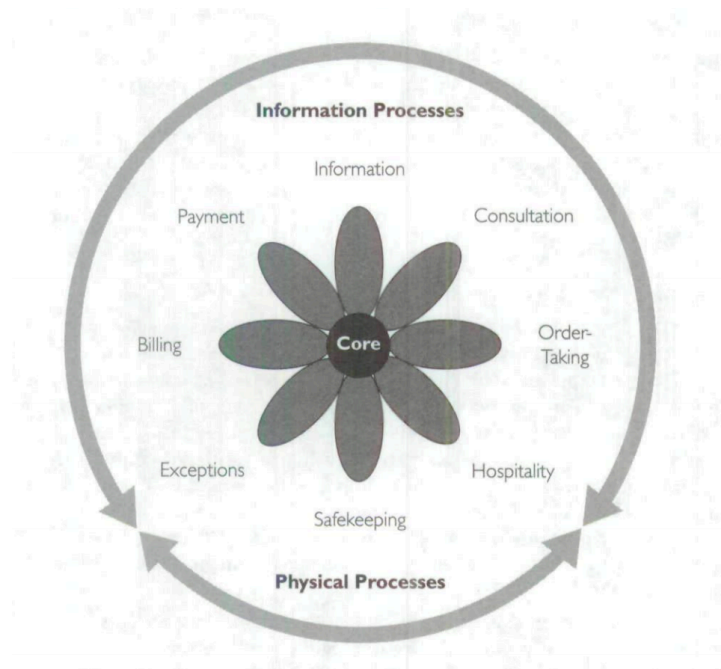 Information Processes
Information
Payment
Consultation
Billing
Core
Order-
Taking
Exceptions
Hospitality
Safekeeping
Physical Processes